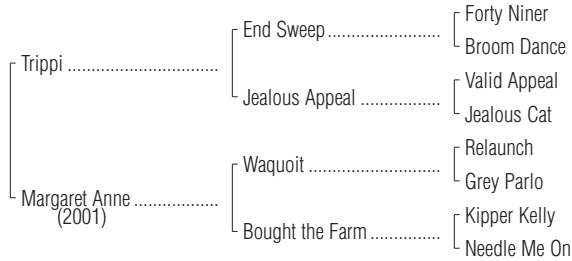 Forty Niner
End Sweep
Broom Dance
Trippi
Valid Appeal
Jealous Appeal
Jealous Cat
Relaunch
Waquoit
Grey Parlo
Margaret Anne
(2001)
Kipper Kelly
Bought the Farm
Needle Me On